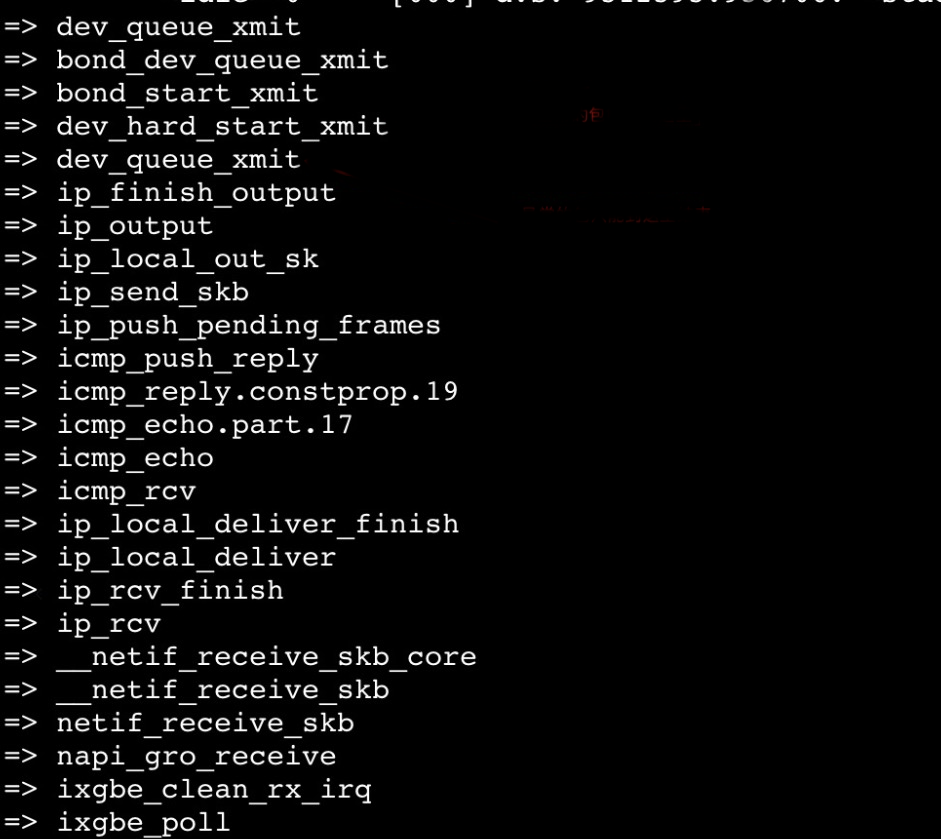 => dev_queue_xmit
=> bond_dev_queue_xmit
=> bond_start_xmit
=> dev_hard_start_xmit
=> dev_queue_xmit
=> ip_finish_output
=> ip_output
=> ip_local_out_sk
=> ip_send_skb
=> ip_push_pending_frames
=> icmp_push_reply
=> icmp_reply.constprop.19
=> icmp_echo.part.17
=> icmp_echo
=> icmp_rcv
=> ip_local_deliver_finish
=> ip_local_deliver
=> ip_rcv_finish
=> ip_rcv
=> __netif_receive_skb_core
=> __netif_receive_skb
=> netif_receive_skb
=> napi_gro_receive
=> ixgbe_clean_rx_irq
=> ixgbe_poll